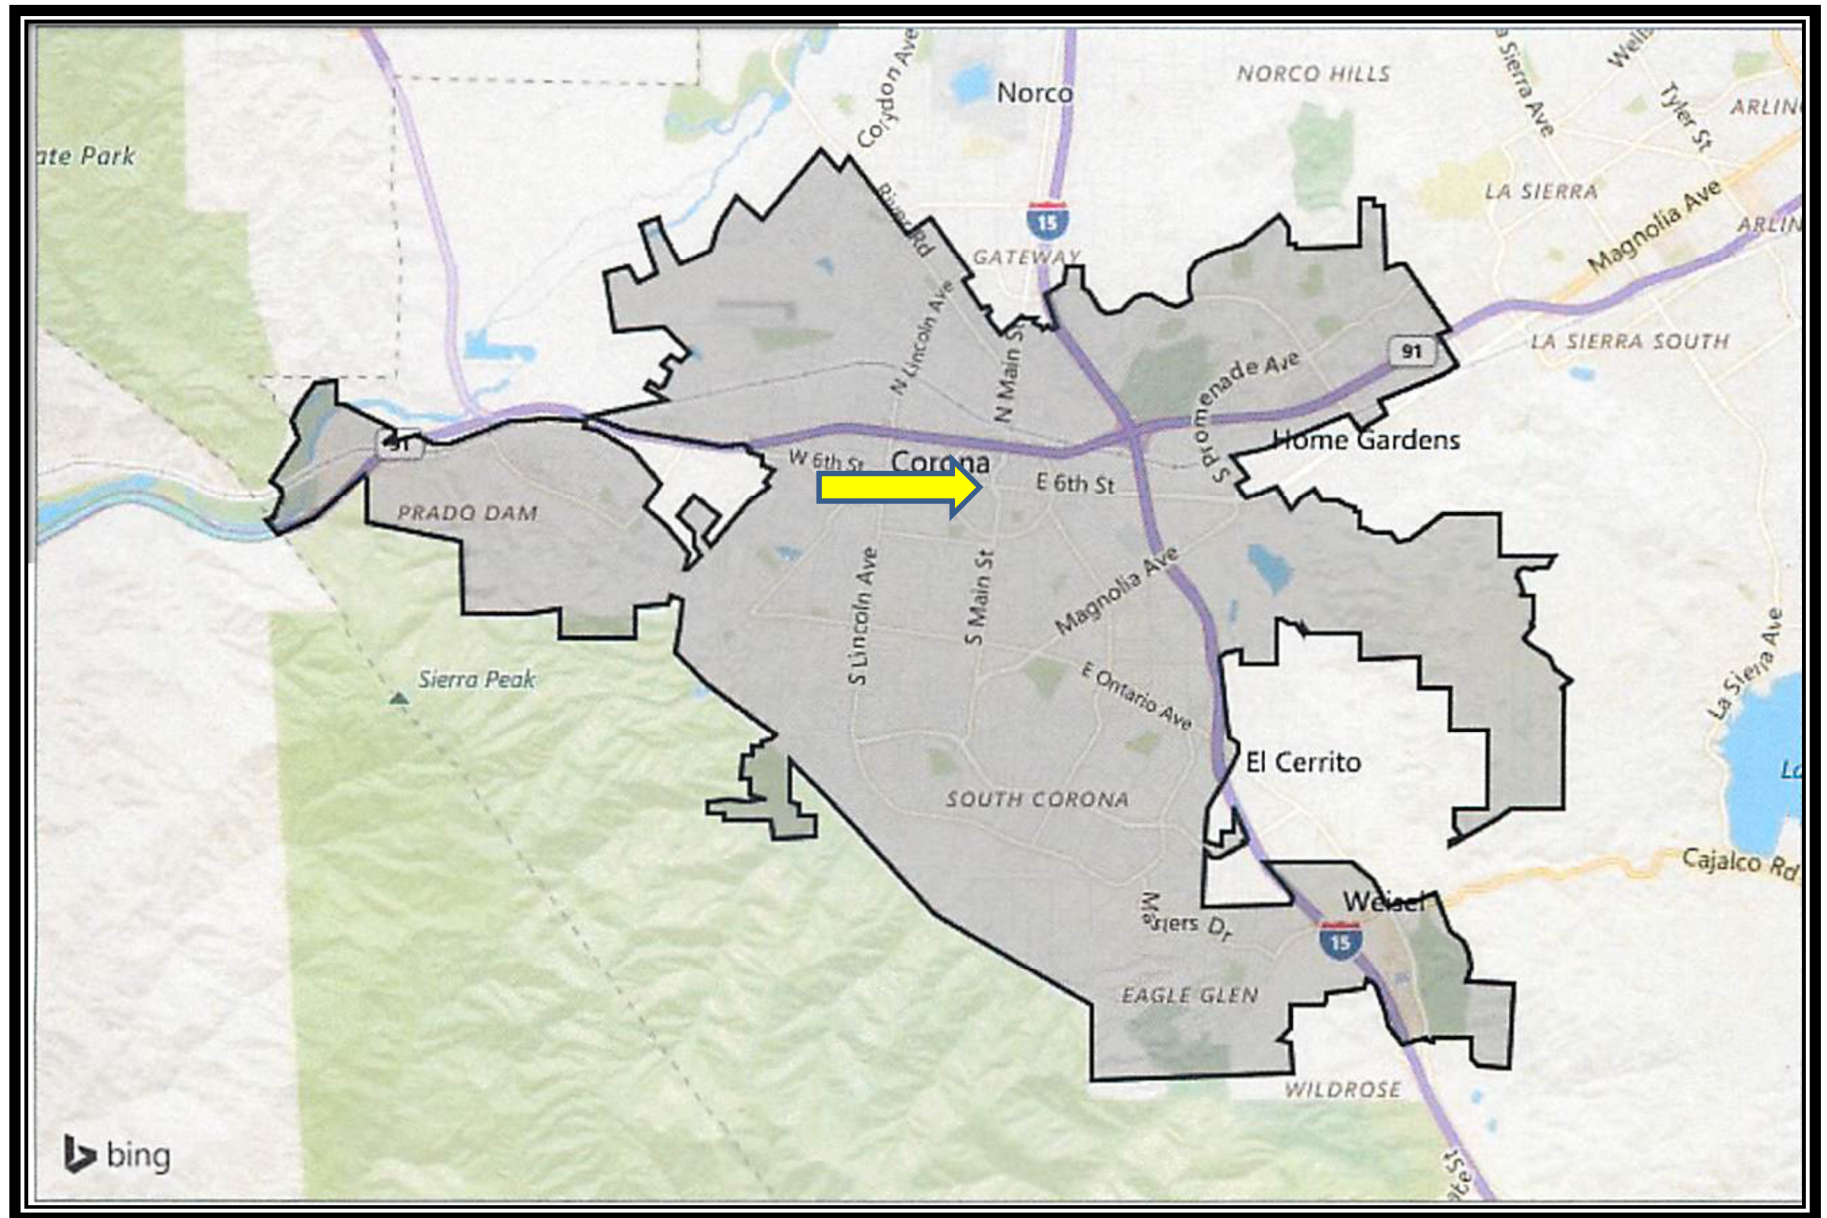 Corydon Ave
Norco
NORCO HILLS
a Sierra Ave
Wells
Tyler St
ARLIN
ate Park
LA SIERRA
Magnolia Ave
ARLIN
River Rd
15
GATEWAY
LA SIERRA SOUTH
N Lincoln Ave
N Main St
91
S Promenade Ave
91
Home Gardens
W 6th St
Corona
E 6th St
PRADO DAM
S Lincoln Ave
S Main St
Magnolia Ave
Sierra Peak
E Ontario Ave
La Sierra Ave
El Cerrito
La
SOUTH CORONA
Cajalco Rd
Weisel
Masters Dr
15
EAGLE GLEN
WILDROSE
bing